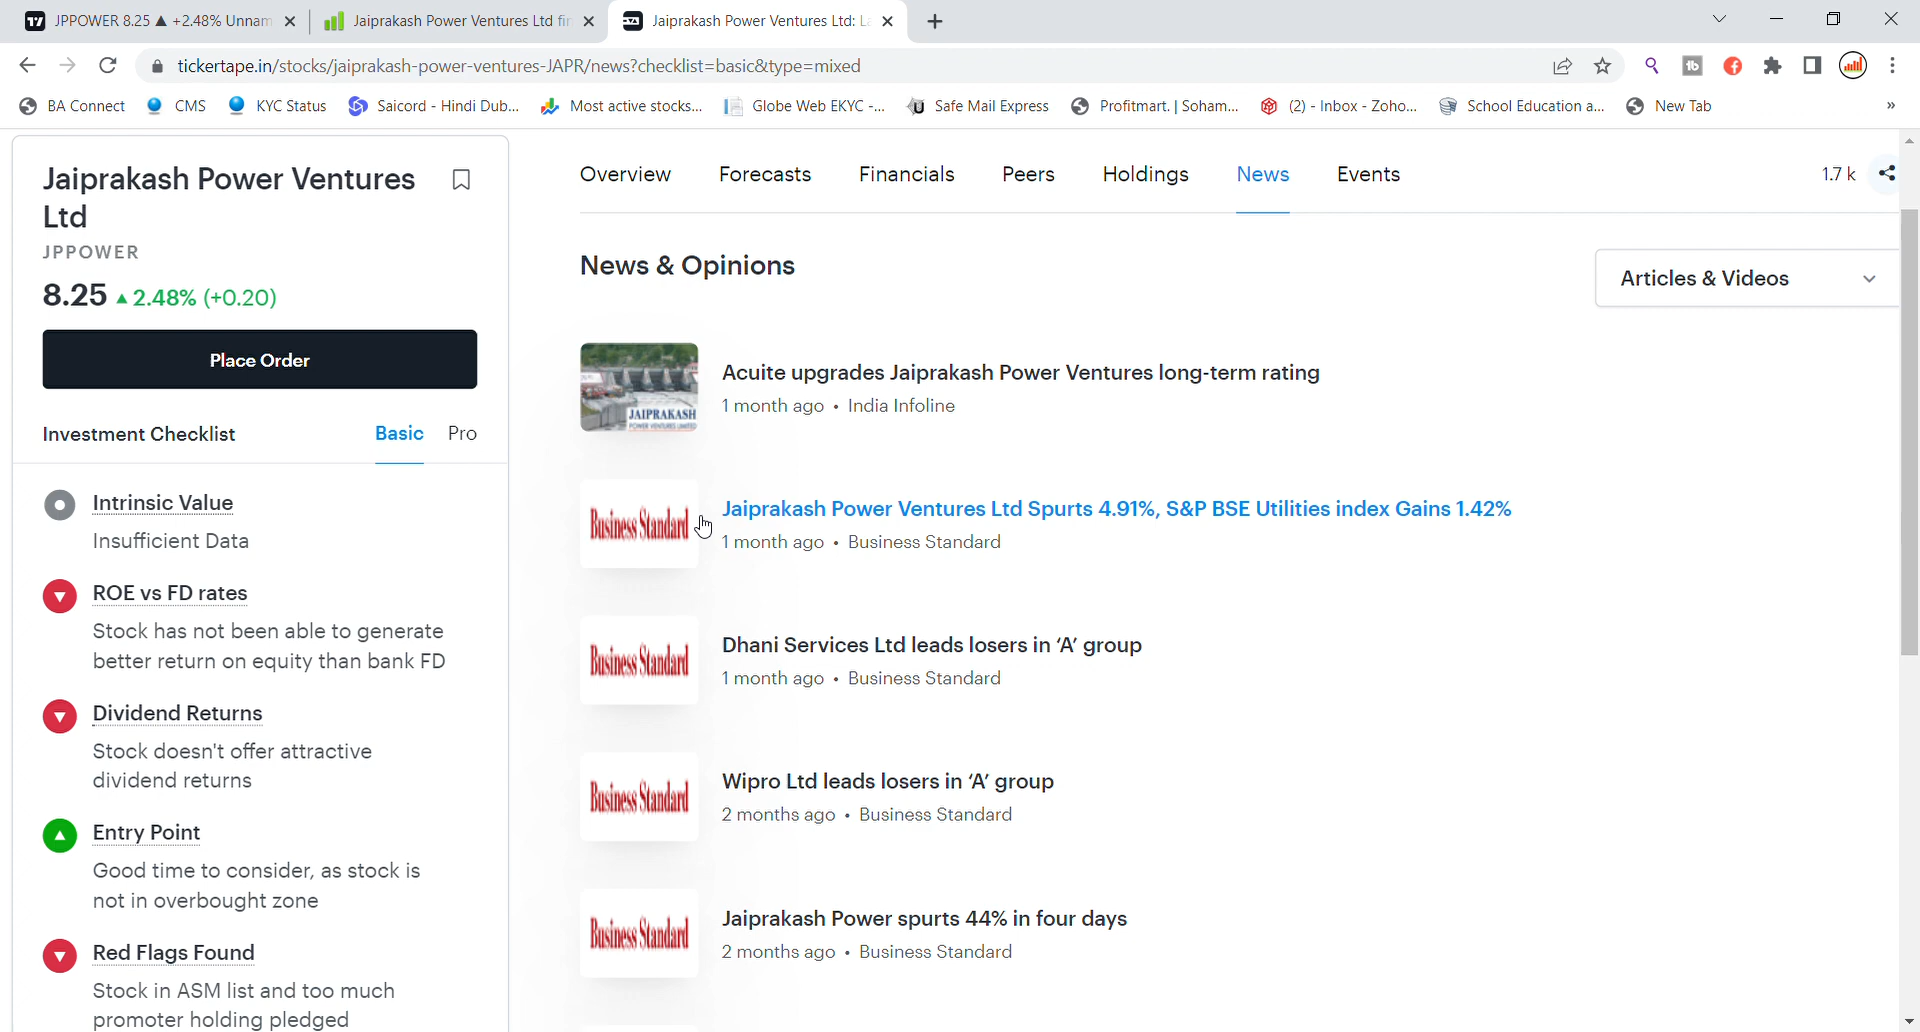 JPPOWER 8.25 ▲ +2.48% Unnam
Jaiprakash Power Ventures Ltd fin
Jaiprakash Power Ventures Ltd: La
tickertape.in/stocks/jaiprakash-power-ventures-JAPR/news?checklist=basic&type=mixed
BA Connect
CMS
KYC Status
Saicord - Hindi Dub...
Most active stocks...
Globe Web EKYC -...
Safe Mail Express
Profitmart. | Soham...
(2) - Inbox - Zoho...
School Education a...
New Tab
»
Jaiprakash Power Ventures
Ltd
JPPOWER
8.25 ▲ 2.48% (+0.20)
Place Order
Investment Checklist
Basic
Pro
Intrinsic Value
Insufficient Data
ROE vs FD rates
Stock has not been able to generate
better return on equity than bank FD
Dividend Returns
Stock doesn't offer attractive
dividend returns
Entry Point
Good time to consider, as stock is
not in overbought zone
Red Flags Found
Stock in ASM list and too much
promoter holding pledged
Overview
Forecasts
Financials
Peers
Holdings
News
Events
1.7 k
News & Opinions
Articles & Videos
JAIPRAKASH
POWER VENTURES LIMITED
Acuite upgrades Jaiprakash Power Ventures long-term rating
1 month ago • India Infoline
Business Standard
Jaiprakash Power Ventures Ltd Spurts 4.91%, S&P BSE Utilities index Gains 1.42%
1 month ago • Business Standard
Business Standard
Dhani Services Ltd leads losers in ‘A’ group
1 month ago • Business Standard
Business Standard
Wipro Ltd leads losers in ‘A’ group
2 months ago • Business Standard
Business Standard
Jaiprakash Power spurts 44% in four days
2 months ago • Business Standard